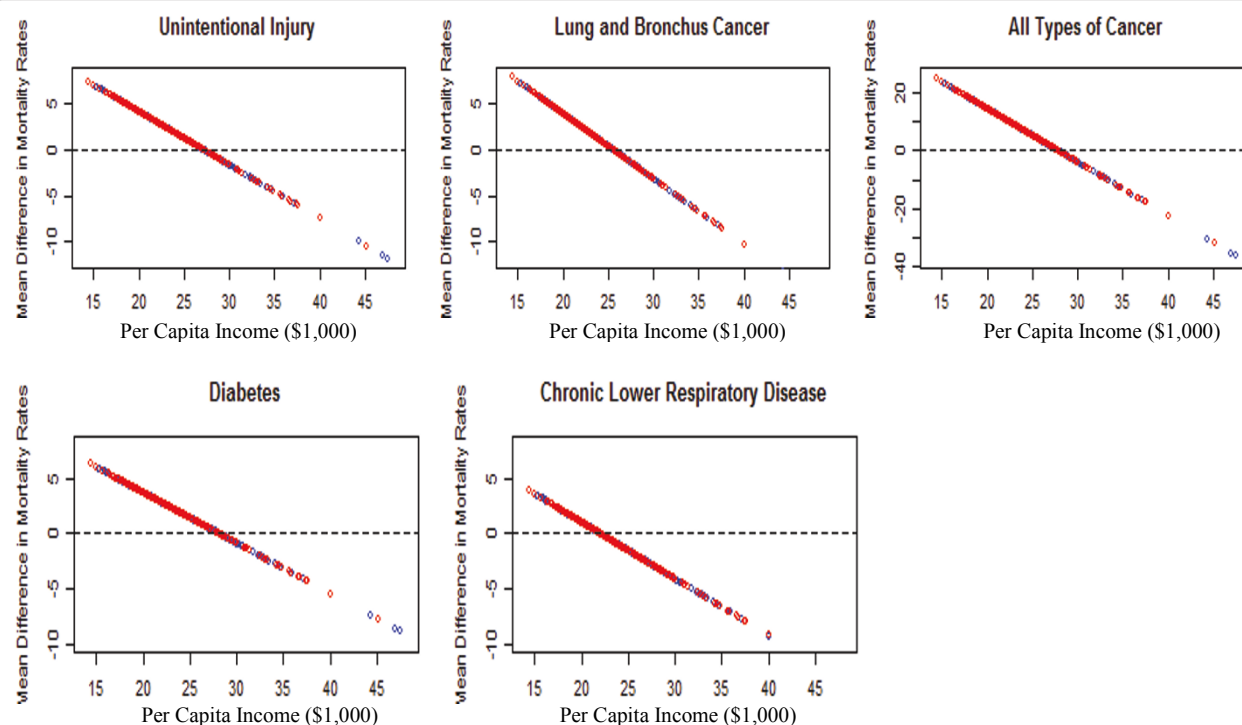 Unintentional Injury
Mean Difference in Mortality Rates
5
0
-5
-10
15 20 25 30 35 40 45
Per Capita Income ($1,000)
Lung and Bronchus Cancer
Mean Difference in Mortality Rates
5
0
-5
-10
15 20 25 30 35 40 45
Per Capita Income ($1,000)
All Types of Cancer
Mean Difference in Mortality Rates
20
0
-20
-40
15 20 25 30 35 40 45
Per Capita Income ($1,000)
Diabetes
Mean Difference in Mortality Rates
5
0
-5
-10
15 20 25 30 35 40 45
Per Capita Income ($1,000)
Chronic Lower Respiratory Disease
Mean Difference in Mortality Rates
5
0
-5
-10
15 20 25 30 35 40 45
Per Capita Income ($1,000)